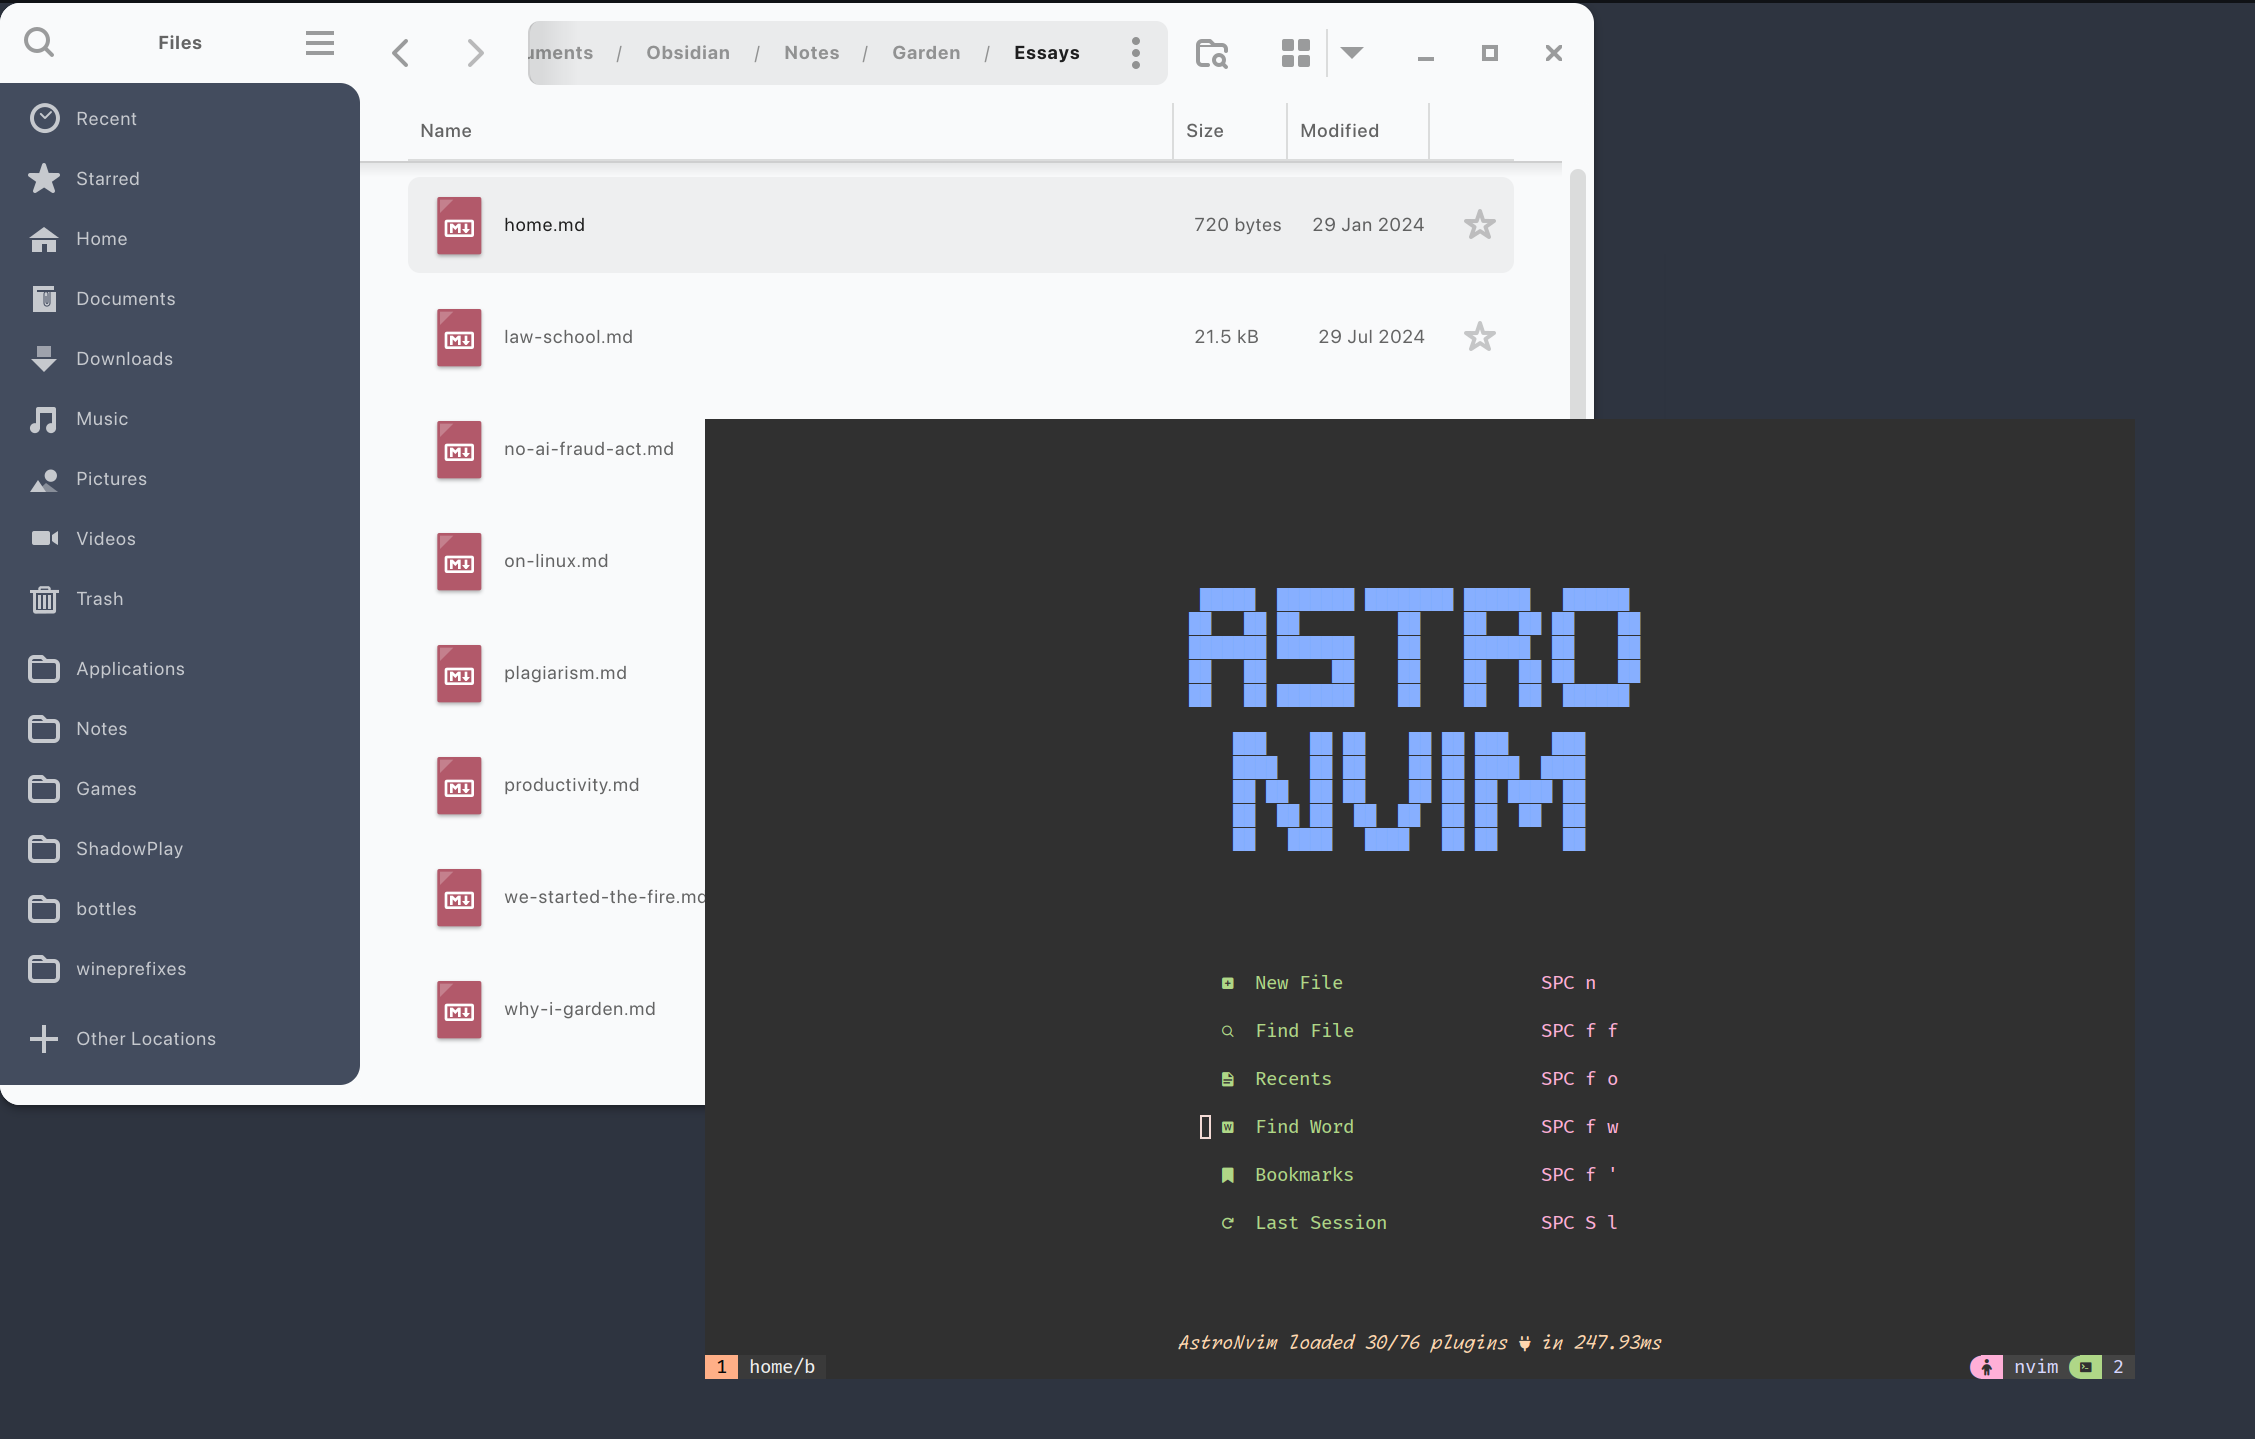 Files
uments / Obsidian / Notes / Garden / Essays
Recent
Starred
Home
Documents
Downloads
Music
Pictures
Videos
Trash
Applications
Notes
Games
ShadowPlay
bottles
wineprefixes
Other Locations
Name Size Modified
home.md 720 bytes 29 Jan 2024
law-school.md 21.5 kB 29 Jul 2024
no-ai-fraud-act.md
on-linux.md
plagiarism.md
productivity.md
we-started-the-fire.md
why-i-garden.md
ASTRO
NVIM
New File SPC n
Find File SPC f f
Recents SPC f o
Find Word SPC f w
Bookmarks SPC f '
Last Session SPC S l
AstroNvim loaded 30/76 plugins in 247.93ms
1 home/b nvim 2